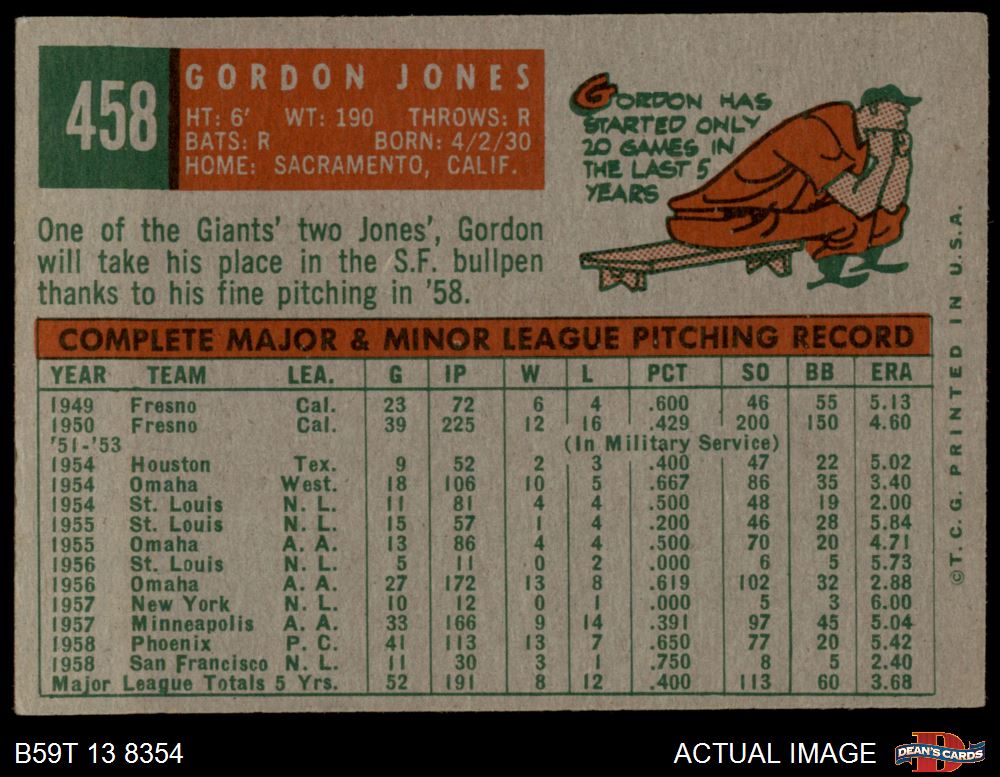 458
GORDON JONES
HT: 6' WT: 190 THROWS: R
BATS: R BORN: 4/2/30
HOME: SACRAMENTO, CALIF.
GORDON HAS
STARTED ONLY
20 GAMES IN
THE LAST 5
YEARS
One of the Giants' two Jones', Gordon
will take his place in the S.F. bullpen
thanks to his fine pitching in '58.
COMPLETE MAJOR & MINOR LEAGUE PITCHING RECORD
YEAR TEAM LEA. G IP W L PCT SO BB ERA
1949 Fresno Cal. 23 72 6 4 .600 46 55 5.13
1950 Fresno Cal. 39 225 12 16 .429 200 150 4.60
'51-'53 (In Military Service)
1954 Houston Tex. 9 52 2 3 .400 47 22 5.02
1954 Omaha West. 18 106 10 5 .667 86 35 3.40
1954 St. Louis N. L. 11 81 4 4 .500 48 19 2.00
1955 St. Louis N. L. 15 57 1 4 .200 46 28 5.84
1955 Omaha A. A. 13 86 4 4 .500 70 20 4.71
1956 St. Louis N. L. 5 11 0 2 .000 6 5 5.73
1956 Omaha A. A. 27 172 13 8 .619 102 32 2.88
1957 New York N. L. 10 12 0 1 .000 5 3 6.00
1957 Minneapolis A. A. 33 166 9 14 .391 97 45 5.04
1958 Phoenix P. C. 41 113 13 7 .650 77 20 5.42
1958 San Francisco N. L. 11 30 3 1 .750 8 5 2.40
Major League Totals 5 Yrs. 52 191 8 12 .400 113 60 3.68
©T. C. G. PRINTED IN U.S.A.
B59T 13 8354
ACTUAL IMAGE
D
DEAN'S CARDS